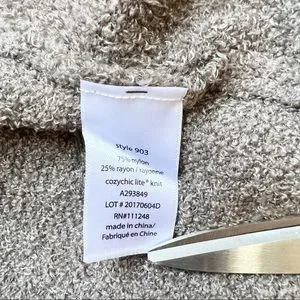 style 903
75% nylon
25% rayon / rayonne
cozychic lite® knit
A293849
LOT # 20170604D
RN#111248
made in china/
Fabriqué en Chine